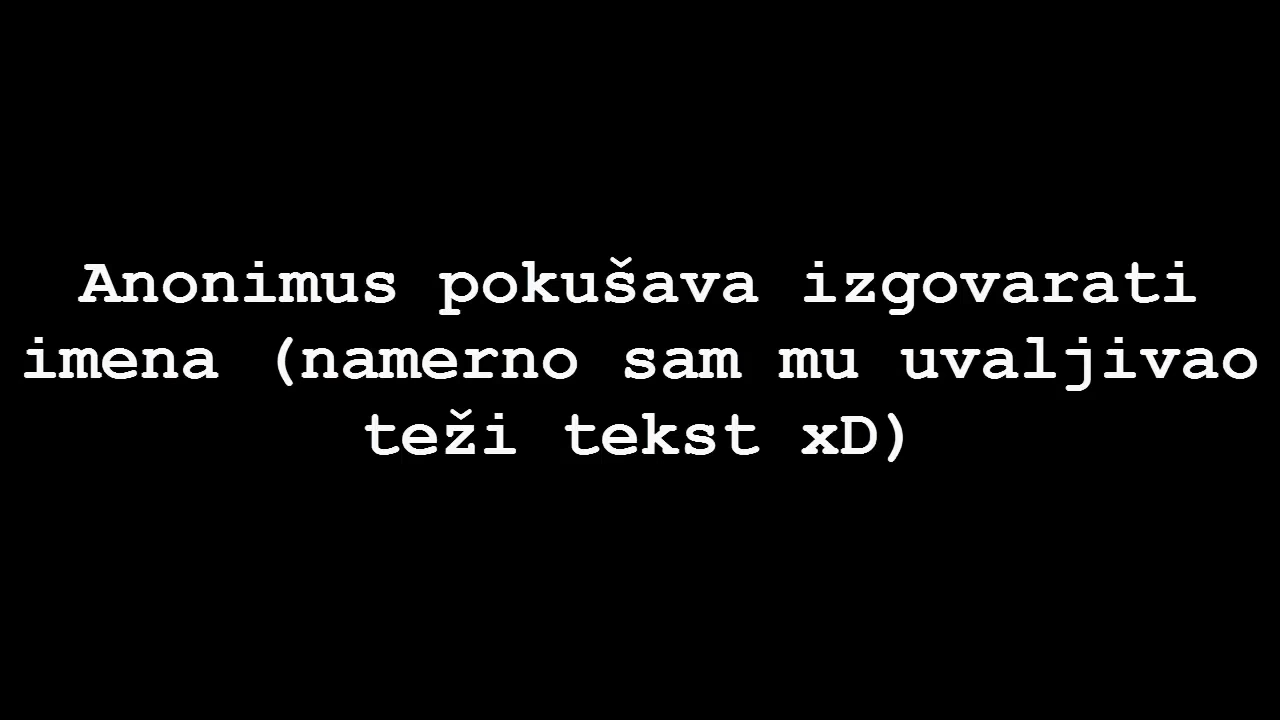 Anonimus pokušava izgovarati
imena (namerno sam mu uvaljivao
teži tekst xD)